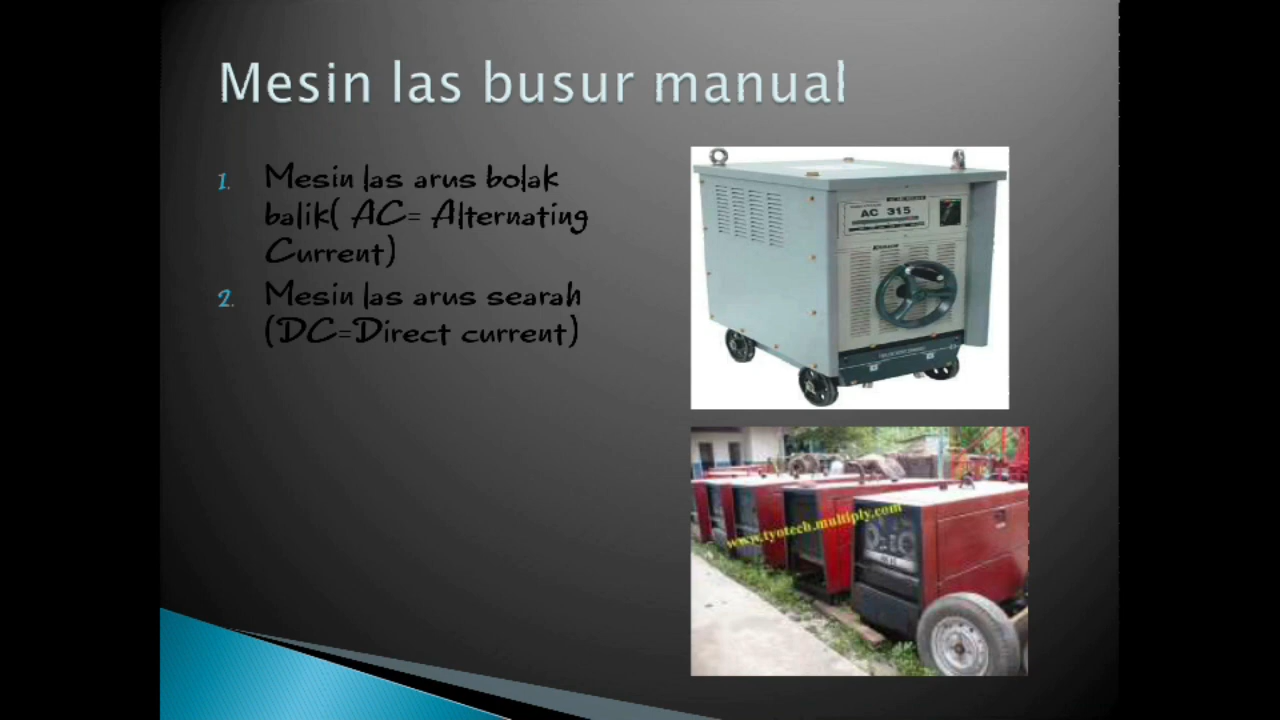 Mesin las busur manual
1. Mesin las arus bolak
balik( AC= Alternating
Current)
2. Mesin las arus searah
(DC=Direct current)
AC 315
www.tyotech.multiply.com